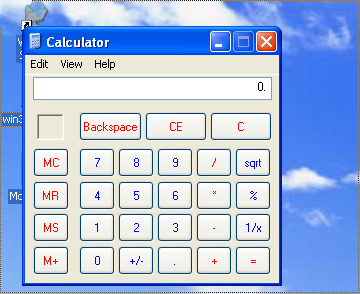 Calculator
Edit View Help
0.
Backspace CE C
MC 7 8 9 / sqrt
MR 4 5 6 * %
MS 1 2 3 - 1/x
M+ 0 +/- . + =